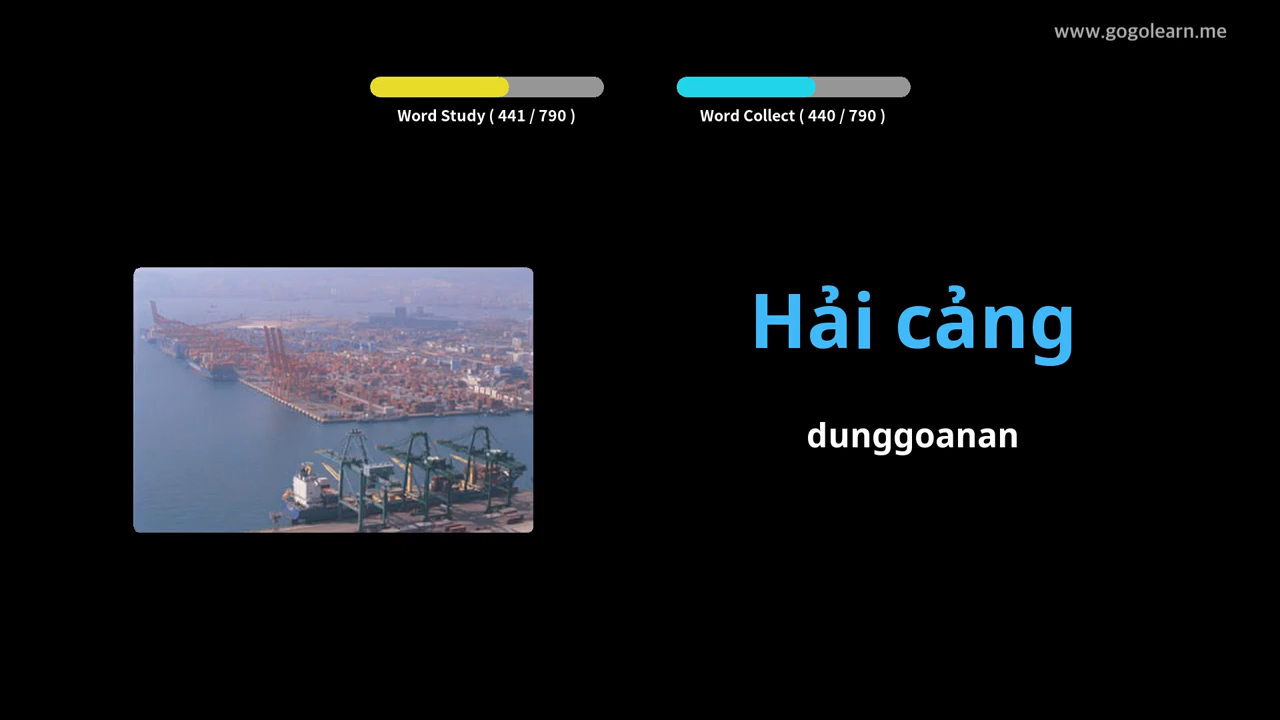 www.gogolearn.me
Word Study ( 441 / 790 )
Word Collect ( 440 / 790 )
Hải cảng
dunggoanan